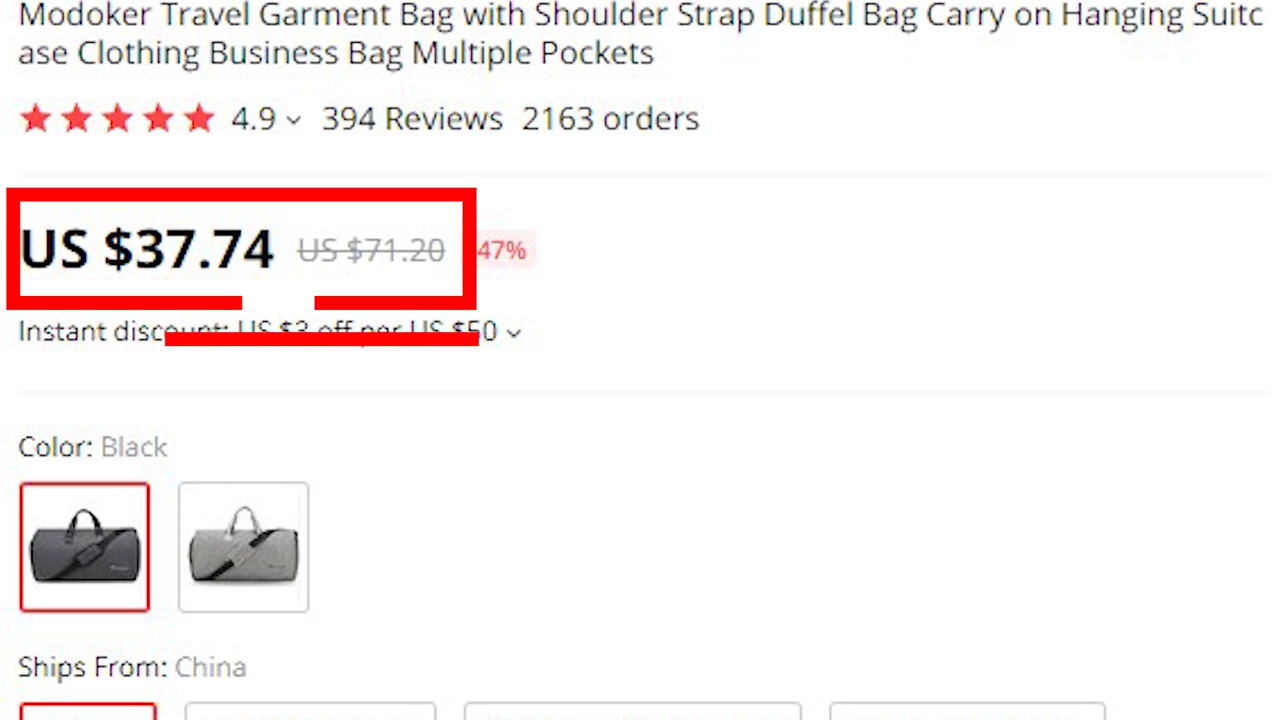 Modoker Travel Garment Bag with Shoulder Strap Duffel Bag Carry on Hanging Suitc
ase Clothing Business Bag Multiple Pockets
4.9 394 Reviews 2163 orders
US $37.74 US $71.20 47%
Instant discount: US $3 off per US $50
Color: Black
Ships From: China